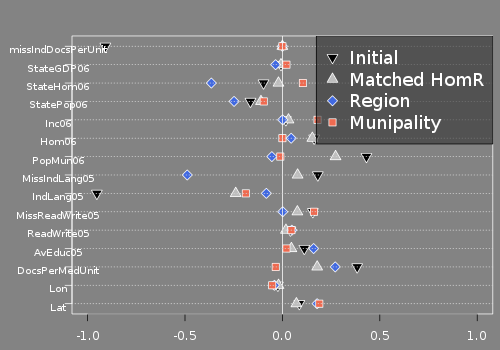 missIndDocsPerUnit
StateGDP06
StateHom06
StatePop06
Inc06
Hom06
PopMun06
MissIndLang05
IndLang05
MissReadWrite05
ReadWrite05
AvEduc05
DocsPerMedUnit
Lon
Lat
Initial
Matched HomR
Region
Munipality
-1.0 -0.5 0.0 0.5 1.0